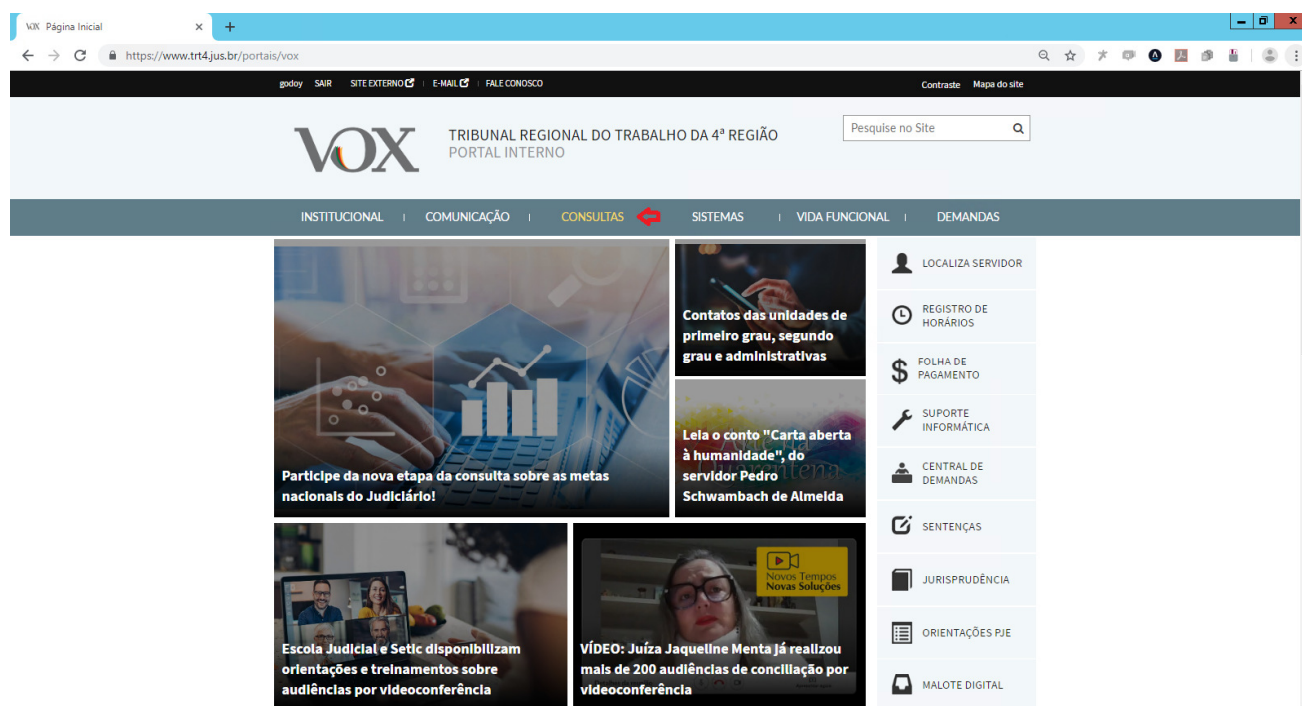 VOX Página Inicial
https://www.trt4.jus.br/portais/vox
godoy SAIR SITE EXTERNO E-MAIL FALE CONOSCO
Contraste Mapa do site
VOX
TRIBUNAL REGIONAL DO TRABALHO DA 4ª REGIÃO
PORTAL INTERNO
Pesquise no Site
INSTITUCIONAL COMUNICAÇÃO CONSULTAS SISTEMAS VIDA FUNCIONAL DEMANDAS
Participe da nova etapa da consulta sobre as metas
nacionais do Judiciário!
Contatos das unidades de
primeiro grau, segundo
grau e administrativas
Leia o conto "Carta aberta
à humanidade", do
servidor Pedro
Schwambach de Almeida
Quarentena
Escola Judicial e Setic disponibilizam
orientações e treinamentos sobre
audiências por videoconferência
Novos Tempos
Novas Soluções
VÍDEO: Juíza Jaqueline Menta já realizou
mais de 200 audiências de conciliação por
videoconferência
LOCALIZA SERVIDOR
REGISTRO DE
HORÁRIOS
FOLHA DE
PAGAMENTO
SUPORTE
INFORMÁTICA
CENTRAL DE
DEMANDAS
SENTENÇAS
JURISPRUDÊNCIA
ORIENTAÇÕES PJE
MALOTE DIGITAL